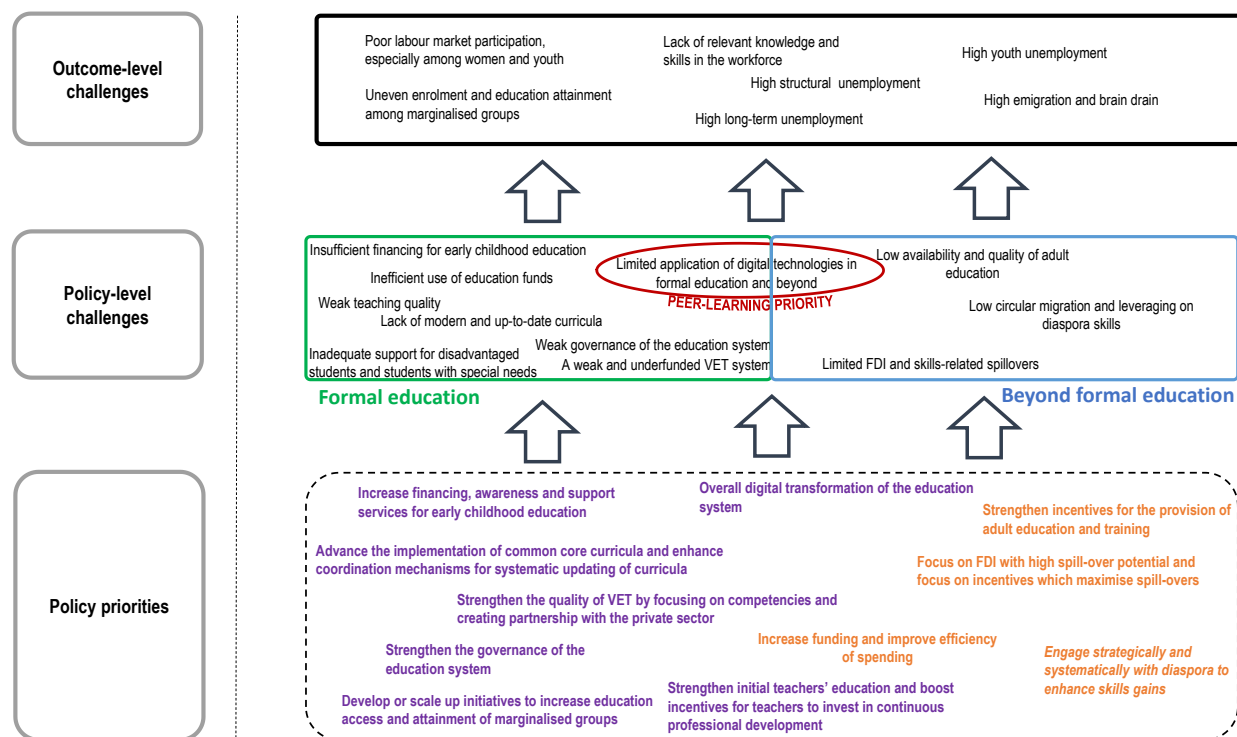 Outcome-level
challenges
Poor labour market participation,
especially among women and youth
Uneven enrolment and education attainment
among marginalised groups
Lack of relevant knowledge and
skills in the workforce
High structual unemployment
High long-term unemployment
High youth unemployment
High emigration and brain drain
Policy-level
challenges
Insufficient financing for early childhood education
Inefficient use of education funds
Weak teaching quality
Lack of modern and up-to-date curricula
Inadequate support for disadvantaged
students and students with special needs
Weak governance of the education system
A weak and underfunded VET system
Limited application of digital technologies in
formal education and beyond
PEER-LEARNING PRIORITY
Low availability and quality of adult
education
Low circular migration and leveraging on
diaspora skills
Limited FDI and skills-related spillovers
Formal education
Beyond formal education
Policy priorities
Increase financing, awareness and support
services for early childhood education
Overall digital transformation of the education
system
Strengthen incentives for the provision of
adult education and training
Advance the implementation of common core curricula and enhance
coordination mechanisms for systematic updating of curricula
Focus on FDI with high spill-over potential and
focus on incentives which maximise spill-overs
Strengthen the quality of VET by focusing on competencies and
creating partnership with the private sector
Strengthen the governance of the
education system
Increase funding and improve efficiency
of spending
Engage strategically and
systematically with diaspora to
enhance skills gains
Develop or scale up initiatives to increase education
access and attainment of marginalised groups
Strengthen initial teachers' education and boost
incentives for teachers to invest in continuous
professional development